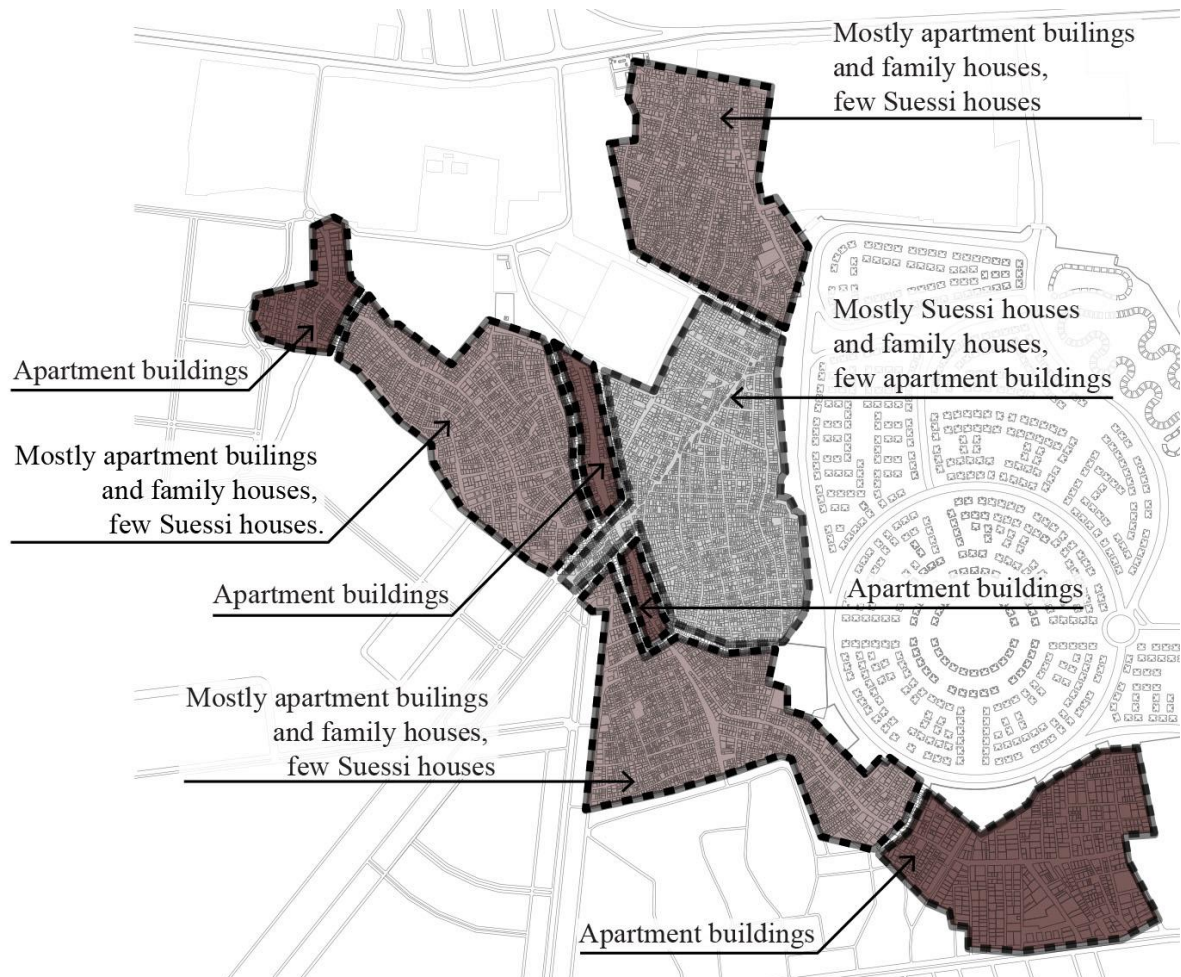 Mostly apartment builings
and family houses,
few Suessi houses
Mostly Suessi houses
and family houses,
few apartment buildings
Apartment buildings
Mostly apartment builings
and family houses,
few Suessi houses.
Apartment buildings
Apartment buildings
Mostly apartment builings
and family houses,
few Suessi houses
Apartment buildings